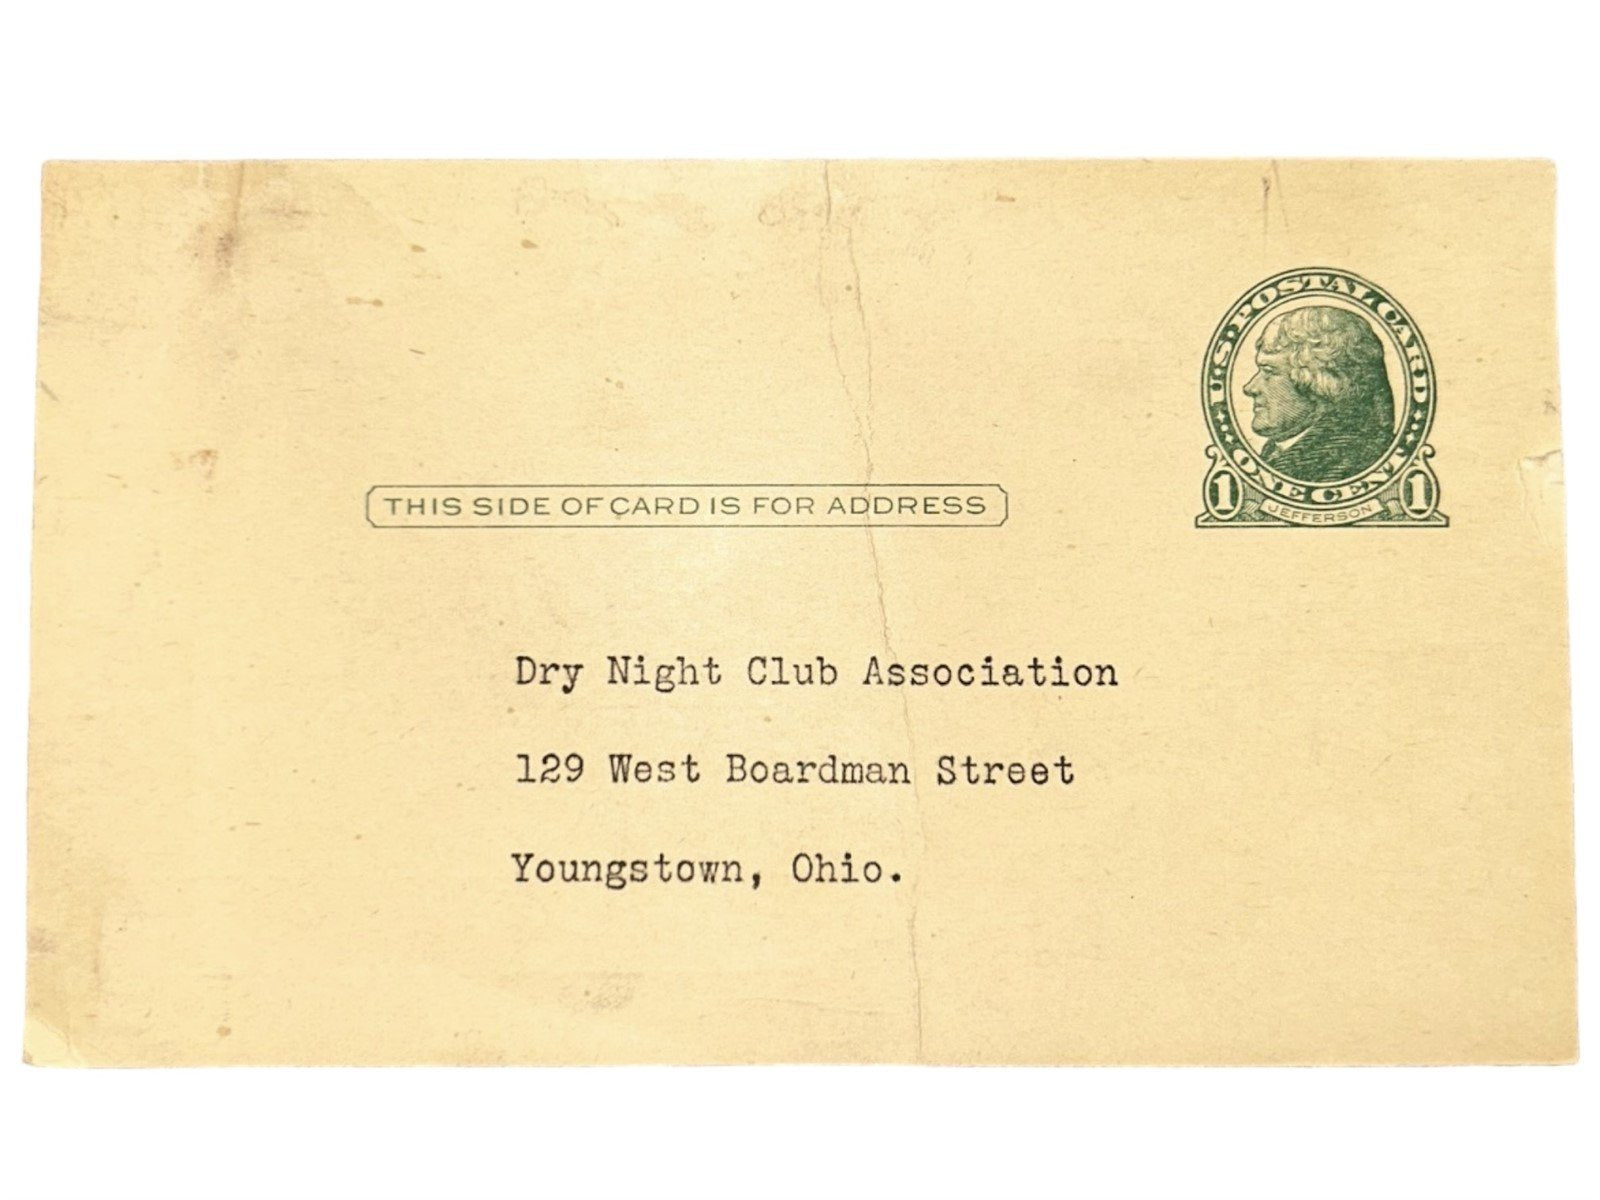 U.S. POSTAL CARD
ONE CENT
1 JEFFERSON 1
THIS SIDE OF CARD IS FOR ADDRESS
Dry Night Club Association
129 West Boardman Street
Youngstown, Ohio.